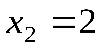 x₂ = 2